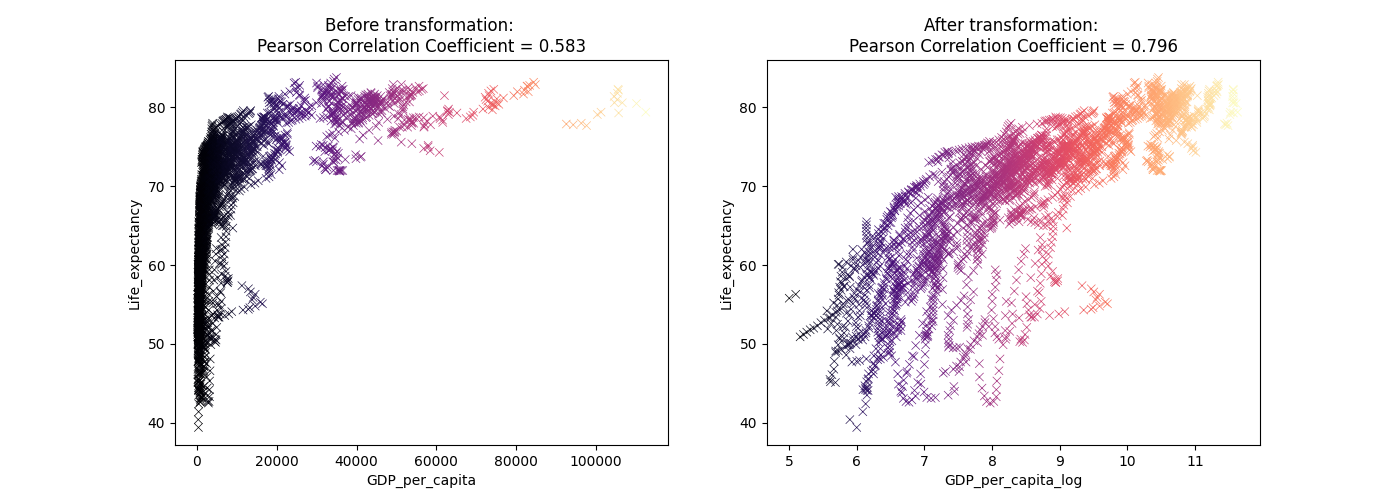 Before transformation:
Pearson Correlation Coefficient = 0.583
80
70
60
50
40
Life_expectancy
0 20000 40000 60000 80000 100000
GDP_per_capita
After transformation:
Pearson Correlation Coefficient = 0.796
80
70
60
50
40
Life_expectancy
5 6 7 8 9 10 11
GDP_per_capita_log